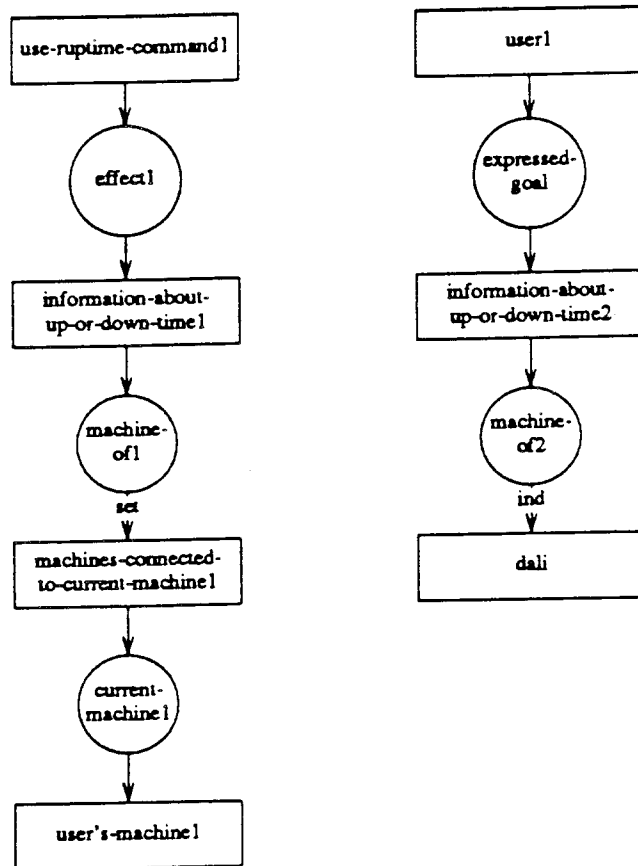 use-ruptime-command1
effect1
information-about-
up-or-down-time1
machine-
of1
set
machines-connected-
to-current-machine1
current-
machine1
user's-machine1
user1
expressed-
goal
information-about-
up-or-down-time2
machine-
of2
ind
dali